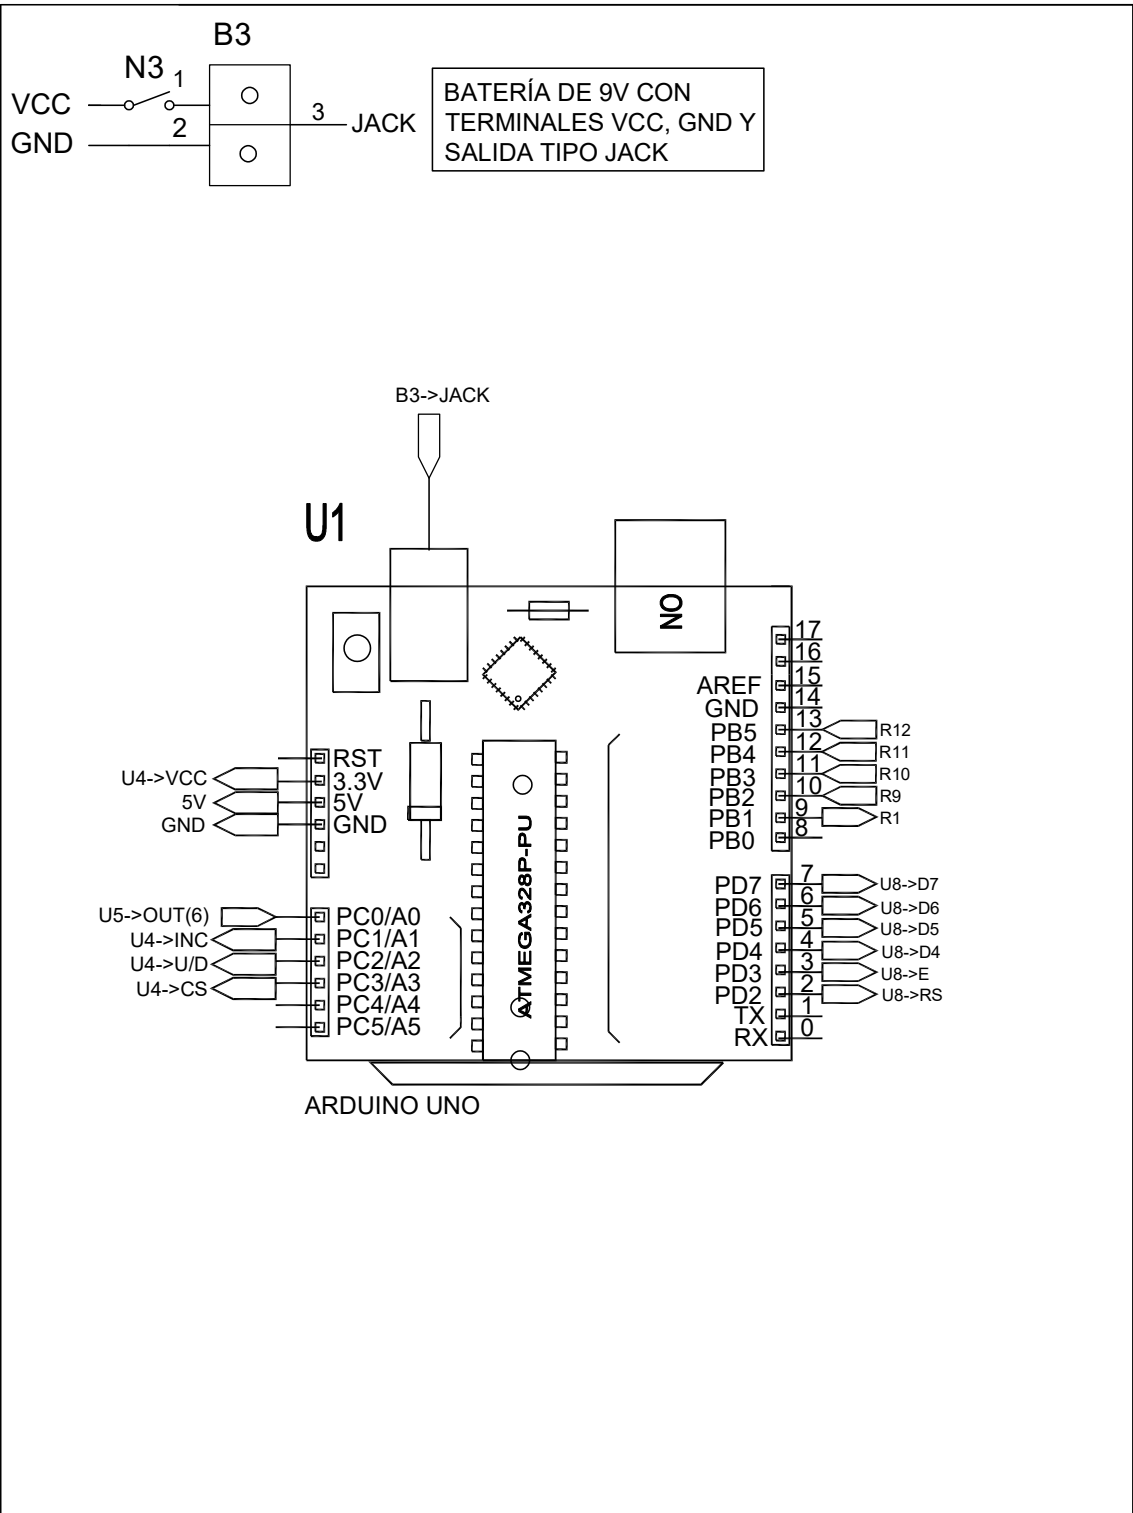 B3
N3
1
VCC
2
GND
3
JACK
BATERÍA DE 9V CON
TERMINALES VCC, GND Y
SALIDA TIPO JACK
B3->JACK
U1
NO
17
16
AREF 15
GND 14
PB5 13 R12
PB4 12 R11
PB3 11 R10
PB2 10 R9
PB1 9 R1
PB0 8
RST
U4->VCC 3.3V
5V 5V
GND GND
ATMEGA328P-PU
U5->OUT(6) PC0/A0
U4->INC PC1/A1
U4->U/D PC2/A2
U4->CS PC3/A3
PC4/A4
PC5/A5
PD7 7 U8->D7
PD6 6 U8->D6
PD5 5 U8->D5
PD4 4 U8->D4
PD3 3 U8->E
PD2 2 U8->RS
TX 1
RX 0
ARDUINO UNO